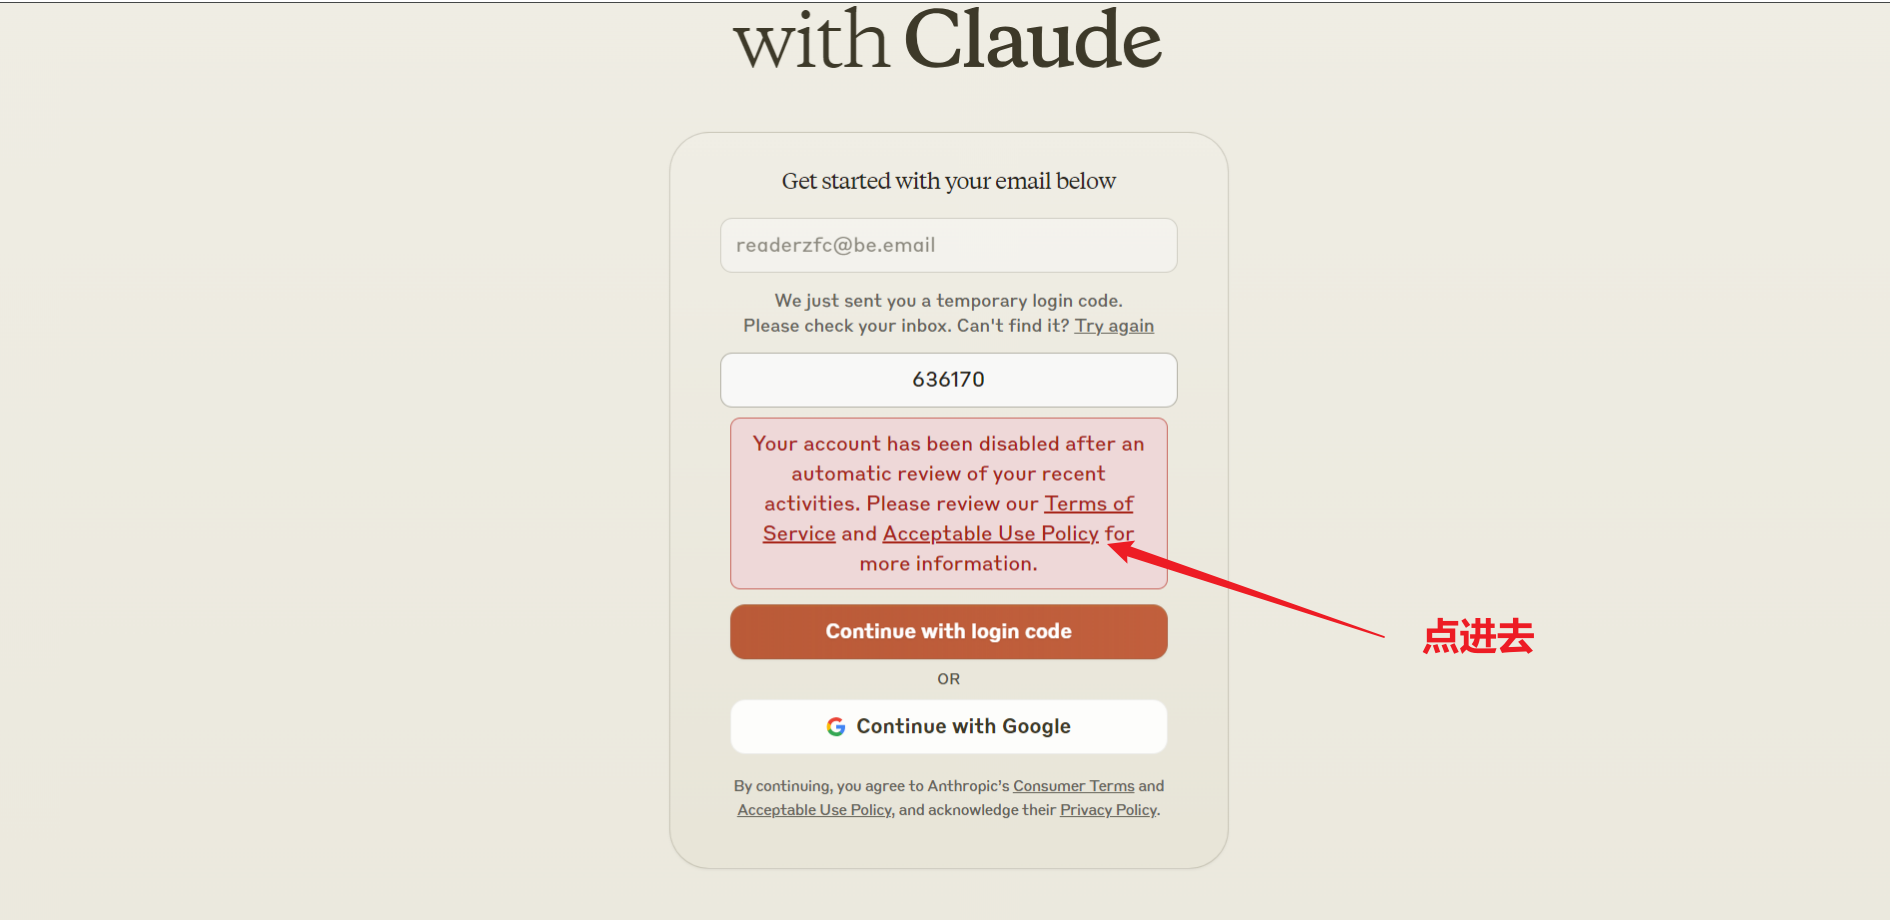 with Claude
Get started with your email below
readerzfc@be.email
We just sent you a temporary login code.
Please check your inbox. Can't find it? Try again
636170
Your account has been disabled after an
automatic review of your recent
activities. Please review our Terms of
Service and Acceptable Use Policy for
more information.
点进去
Continue with login code
OR
Continue with Google
By continuing, you agree to Anthropic's Consumer Terms and
Acceptable Use Policy, and acknowledge their Privacy Policy.